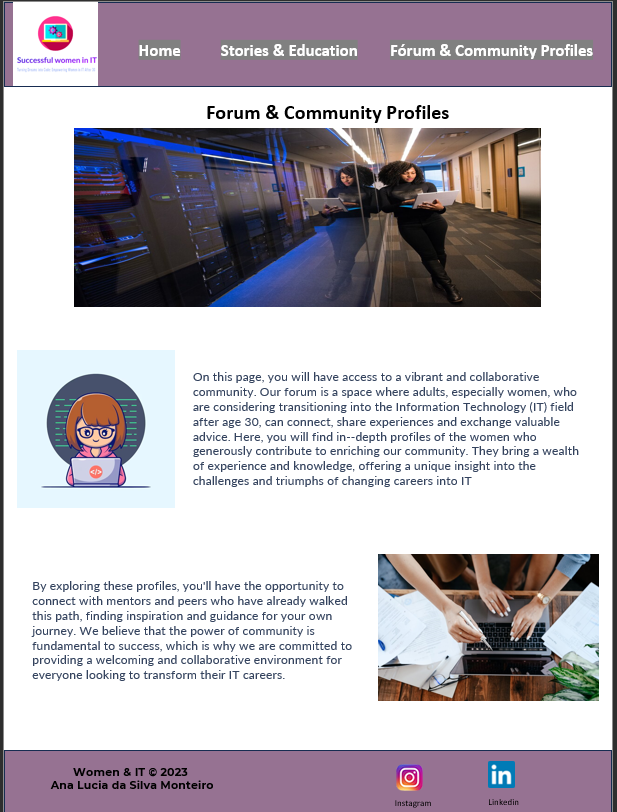 Successful women in IT
Home
Stories & Education
Fórum & Community Profiles
Forum & Community Profiles
On this page, you will have access to a vibrant and collaborative
community. Our forum is a space where adults, especially women, who
are considering transitioning into the Information Technology (IT) field
after age 30, can connect, share experiences and exchange valuable
advice. Here, you will find in--depth profiles of the women who
generously contribute to enriching our community. They bring a wealth
of experience and knowledge, offering a unique insight into the
challenges and triumphs of changing careers into IT
By exploring these profiles, you'll have the opportunity to
connect with mentors and peers who have already walked
this path, finding inspiration and guidance for your own
journey. We believe that the power of community is
fundamental to success, which is why we are committed to
providing a welcoming and collaborative environment for
everyone looking to transform their IT careers.
Women & IT © 2023
Ana Lucia da Silva Monteiro
Instagram
in
Linkedin